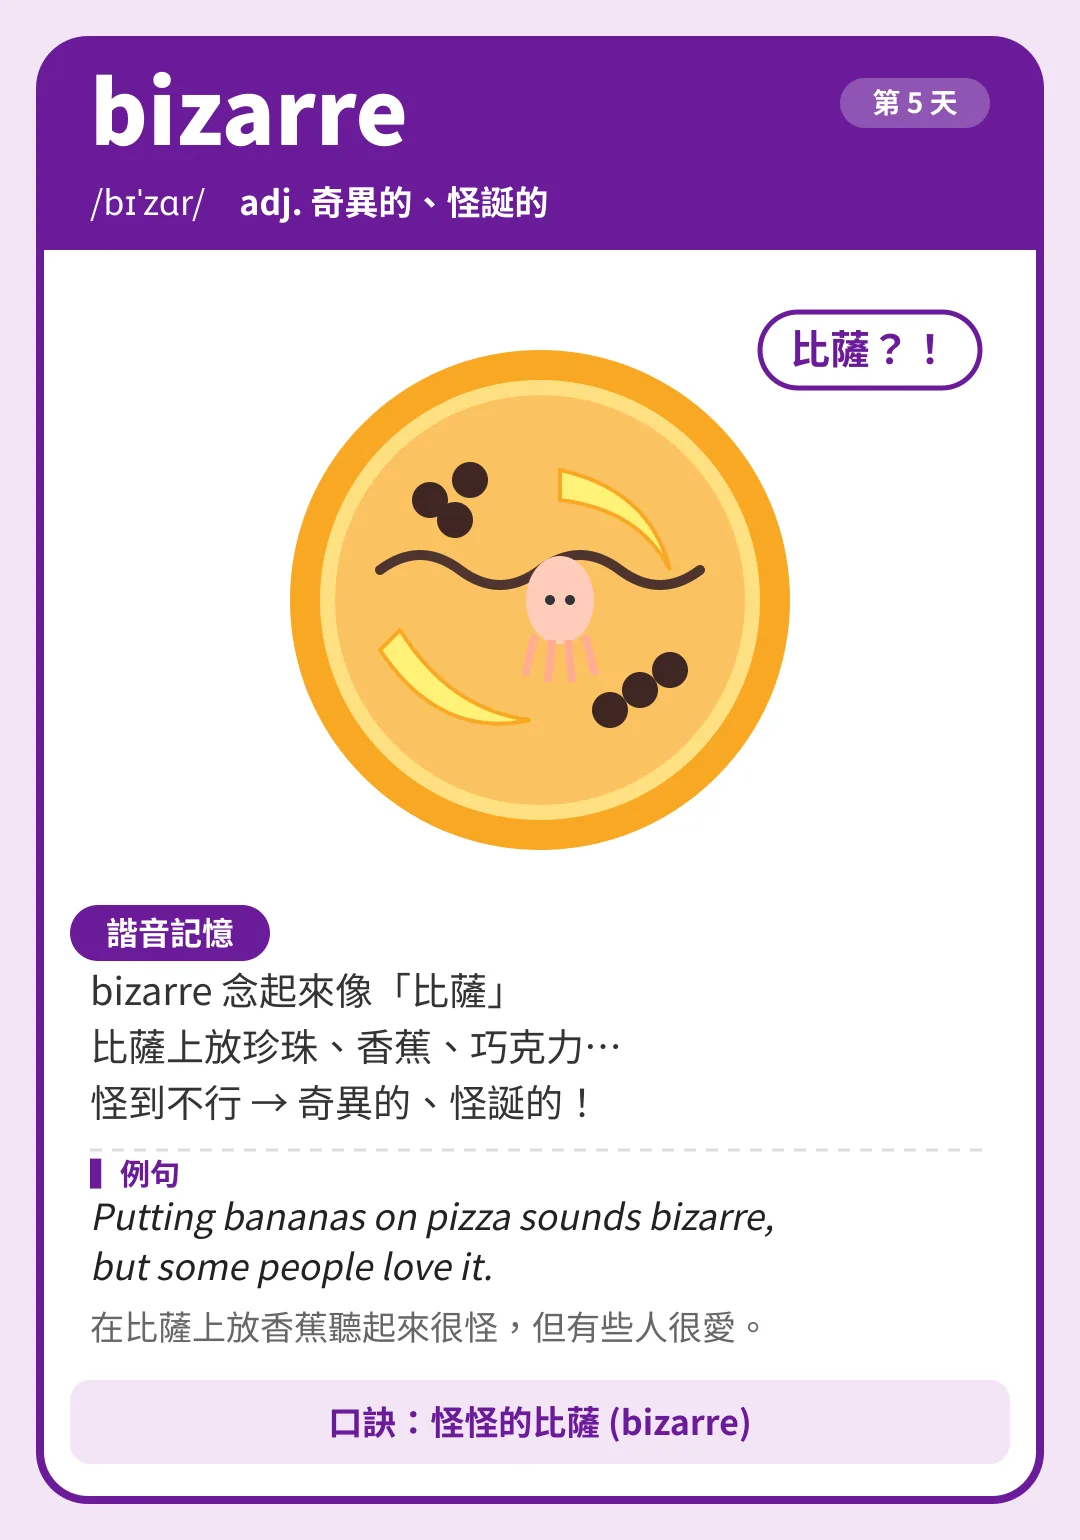 bizarre
第 5 天
/bɪˈzɑr/ adj. 奇異的、怪誕的
比薩？！
諧音記憶
bizarre 念起來像「比薩」
比薩上放珍珠、香蕉、巧克力…
怪到不行 → 奇異的、怪誕的！
例句
Putting bananas on pizza sounds bizarre,
but some people love it.
在比薩上放香蕉聽起來很怪，但有些人很愛。
口訣：怪怪的比薩 (bizarre)